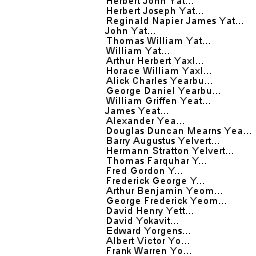 Herbert John Yat...
Herbert Joseph Yat...
Reginald Napier James Yat...
John Yat...
Thomas William Yat...
William Yat...
Arthur Herbert Yaxl...
Horace William Yaxl...
Alick Charles Yearbu...
George Daniel Yearbu...
William Griffen Yeat...
James Yeat...
Alexander Yea...
Douglas Duncan Mearns Yea...
Barry Augustus Yelvert...
Hermann Stratton Yelvert...
Thomas Farquhar Y...
Fred Gordon Y...
Frederick George Y...
Arthur Benjamin Yeom...
George Frederick Yeom...
David Henry Yett...
David Yokavit...
Edward Yorgens...
Albert Victor Yo...
Frank Warren Yo...